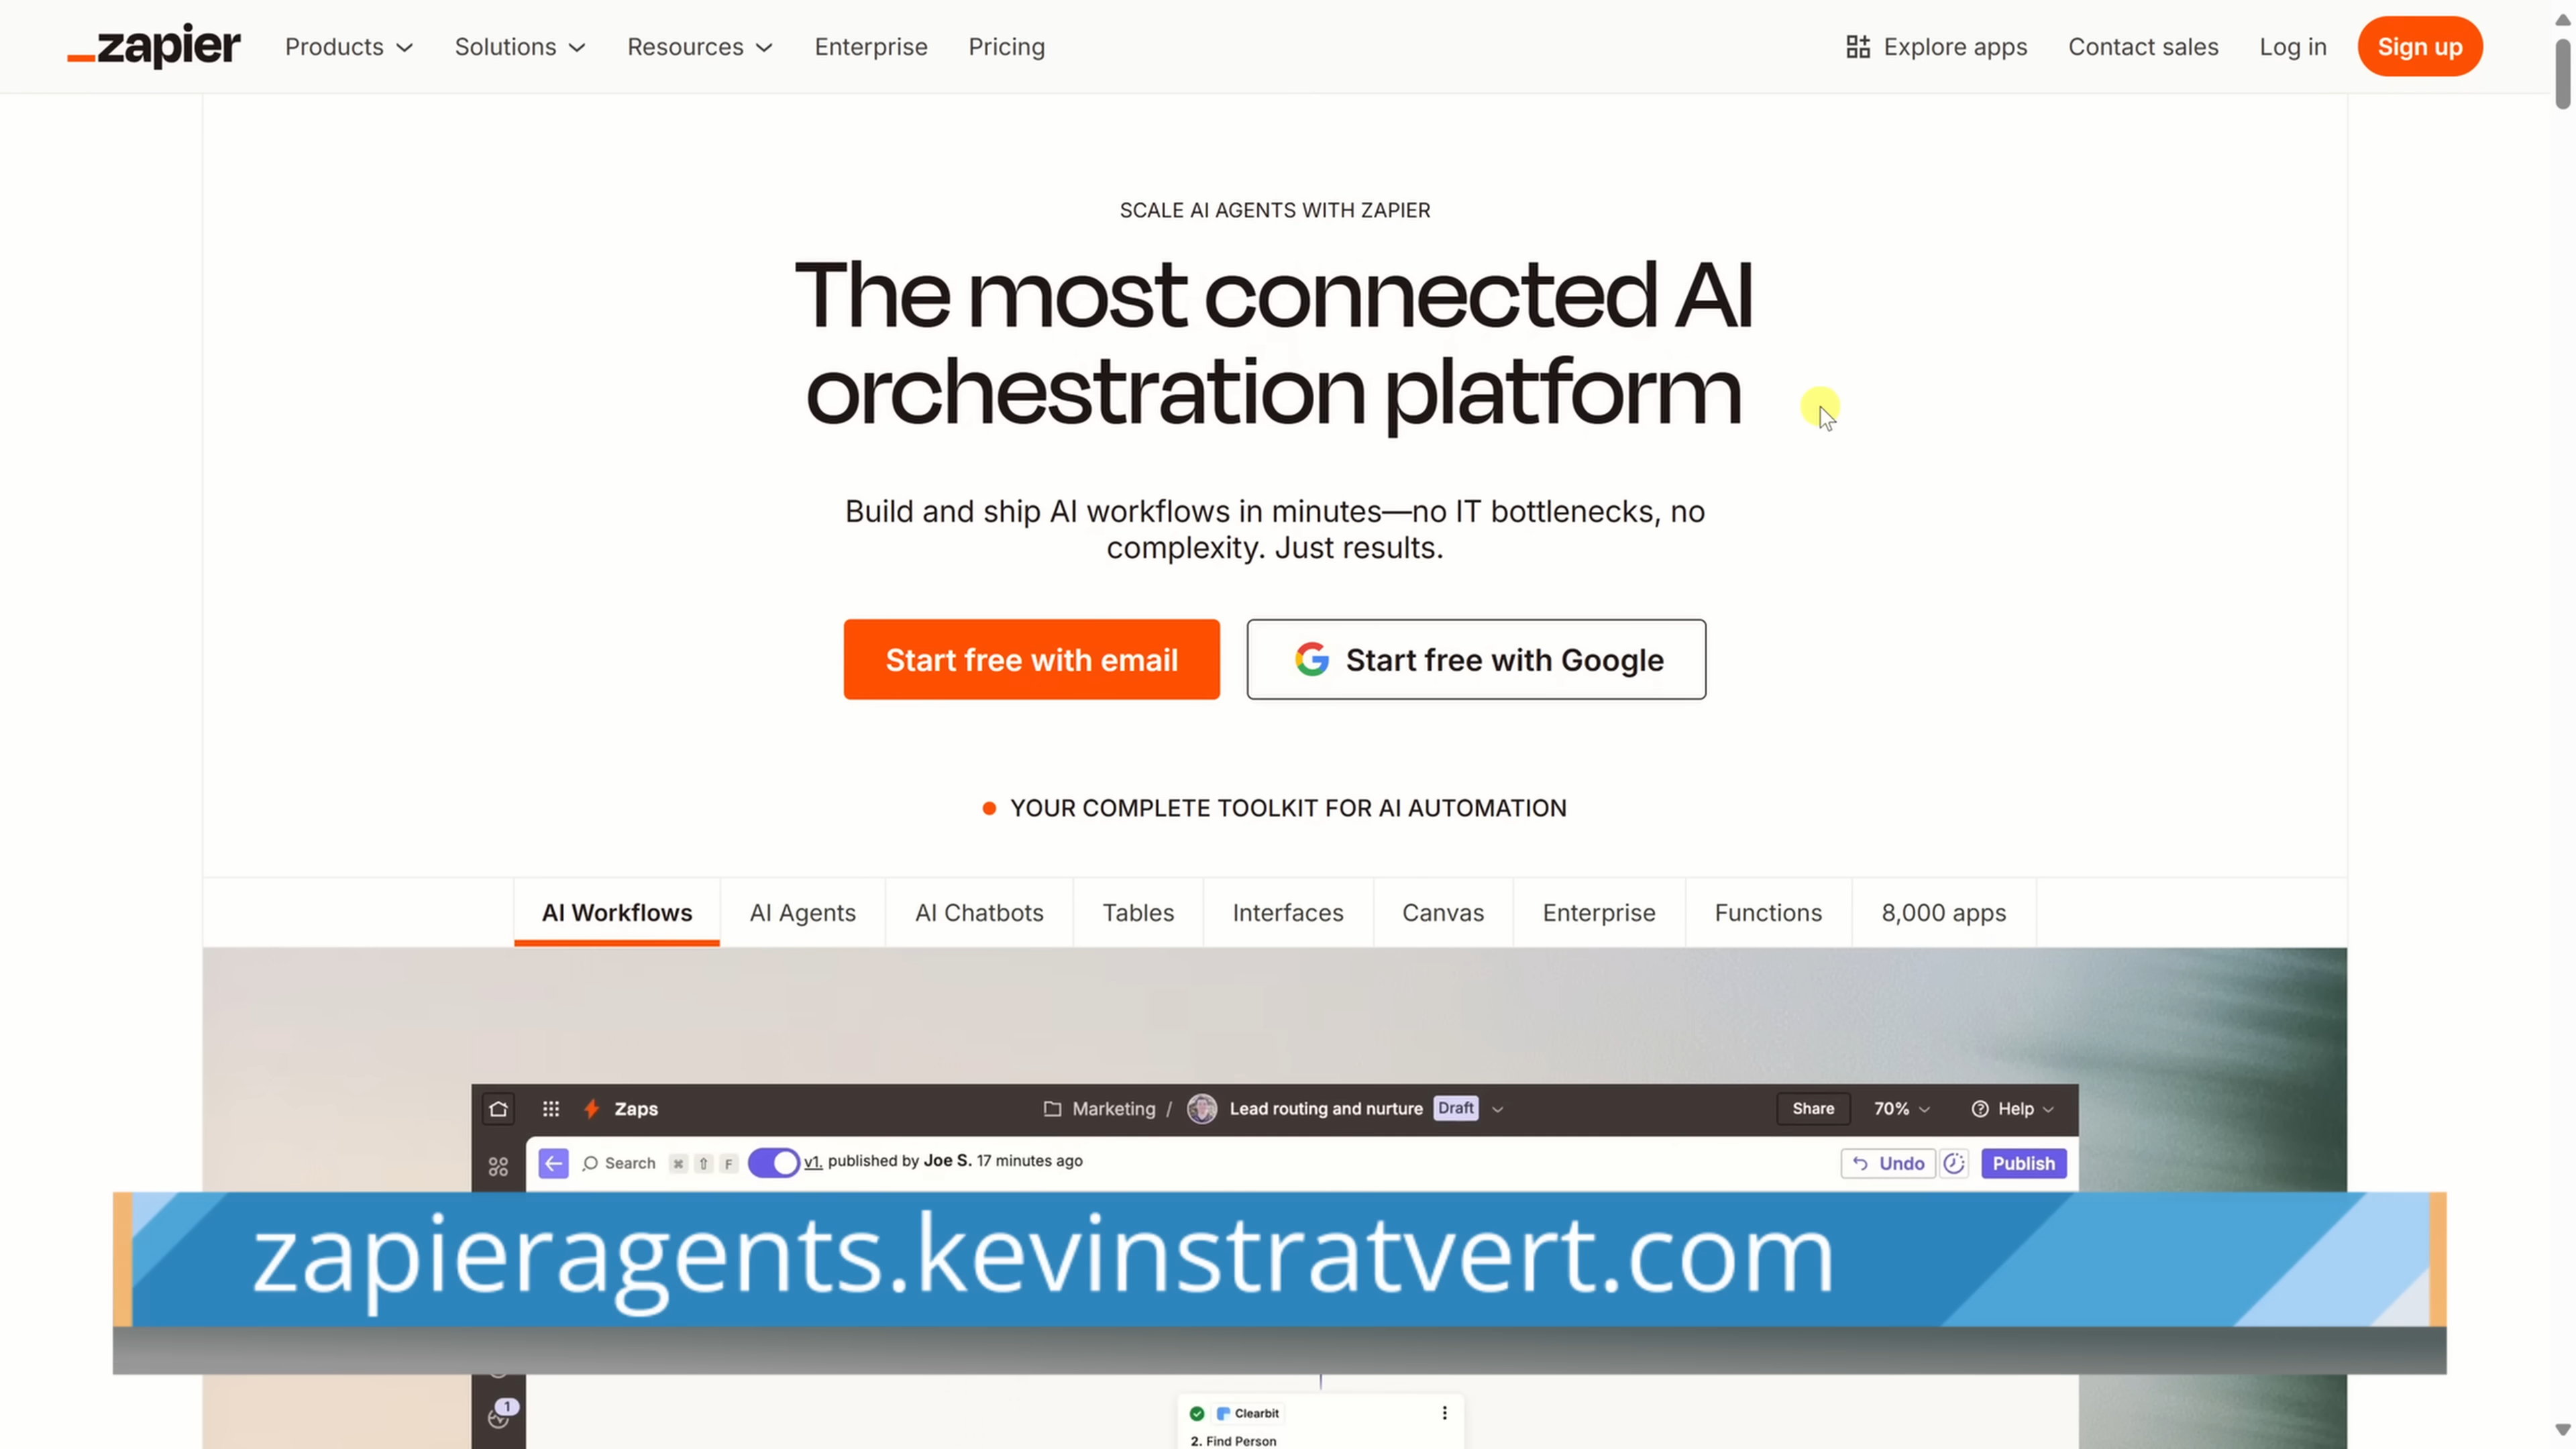 zapier
Products
Solutions
Resources
Enterprise
Pricing
Explore apps
Contact sales
Log in
Sign up
SCALE AI AGENTS WITH ZAPIER
The most connected AI
orchestration platform
Build and ship AI workflows in minutes—no IT bottlenecks, no
complexity. Just results.
Start free with email
Start free with Google
YOUR COMPLETE TOOLKIT FOR AI AUTOMATION
AI Workflows
AI Agents
AI Chatbots
Tables
Interfaces
Canvas
Enterprise
Functions
8,000 apps
Zaps
Marketing / Lead routing and nurture Draft
Share
70%
Help
Search ⌘ ⇧ F
v1. published by Joe S. 17 minutes ago
Undo
Publish
zapieragents.kevinstratvert.com
1
Clearbit
2. Find Person